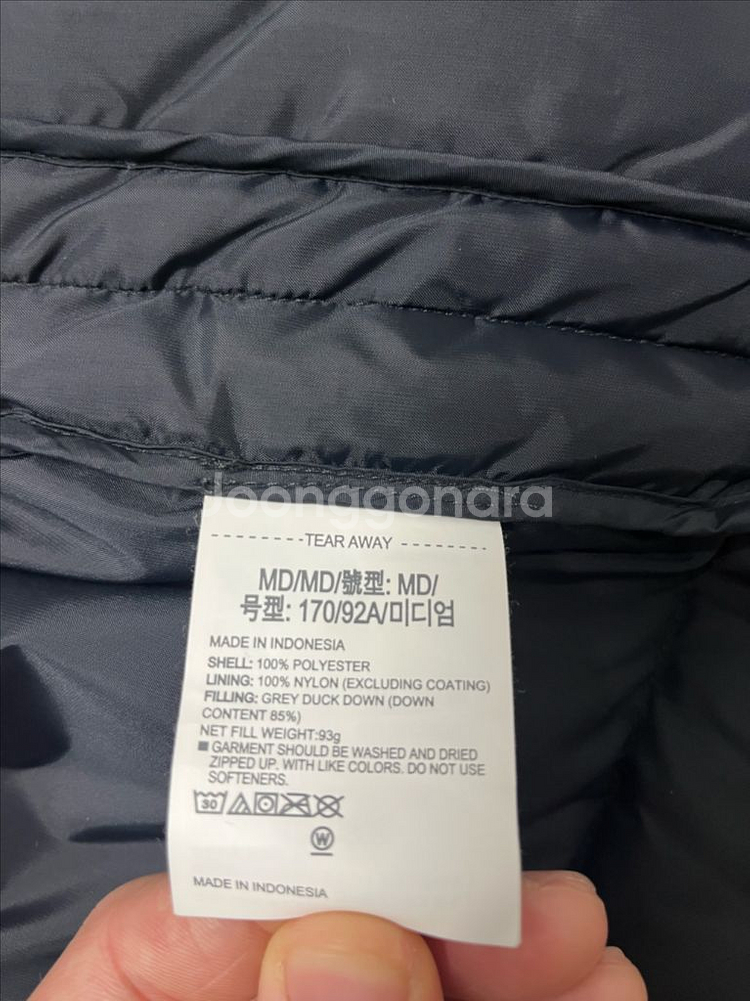 Joonggonara
- - - - - - - - - -TEAR AWAY - - - - - - - - - -
MD/MD/號型: MD/
号型: 170/92A/미디엄
MADE IN INDONESIA
SHELL: 100% POLYESTER
LINING: 100% NYLON (EXCLUDING COATING)
FILLING: GREY DUCK DOWN (DOWN
CONTENT 85%)
NET FILL WEIGHT:93g
■ GARMENT SHOULD BE WASHED AND DRIED
ZIPPED UP. WITH LIKE COLORS. DO NOT USE
SOFTENERS.
30
W
MADE IN INDONESIA